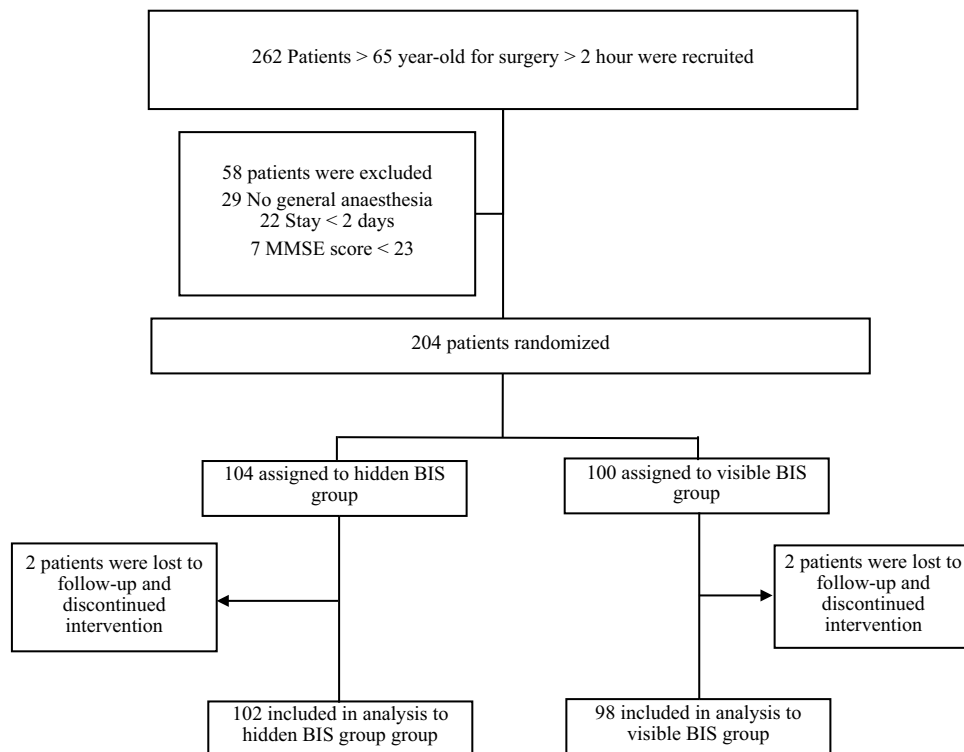 262 Patients > 65 year-old for surgery > 2 hour were recruited
58 patients were excluded
29 No general anaesthesia
22 Stay < 2 days
7 MMSE score < 23
204 patients randomized
104 assigned to hidden BIS
group
100 assigned to visible BIS
group
2 patients were lost to
follow-up and
discontinued
intervention
2 patients were lost to
follow-up and
discontinued
intervention
102 included in analysis to
hidden BIS group group
98 included in analysis to
visible BIS group